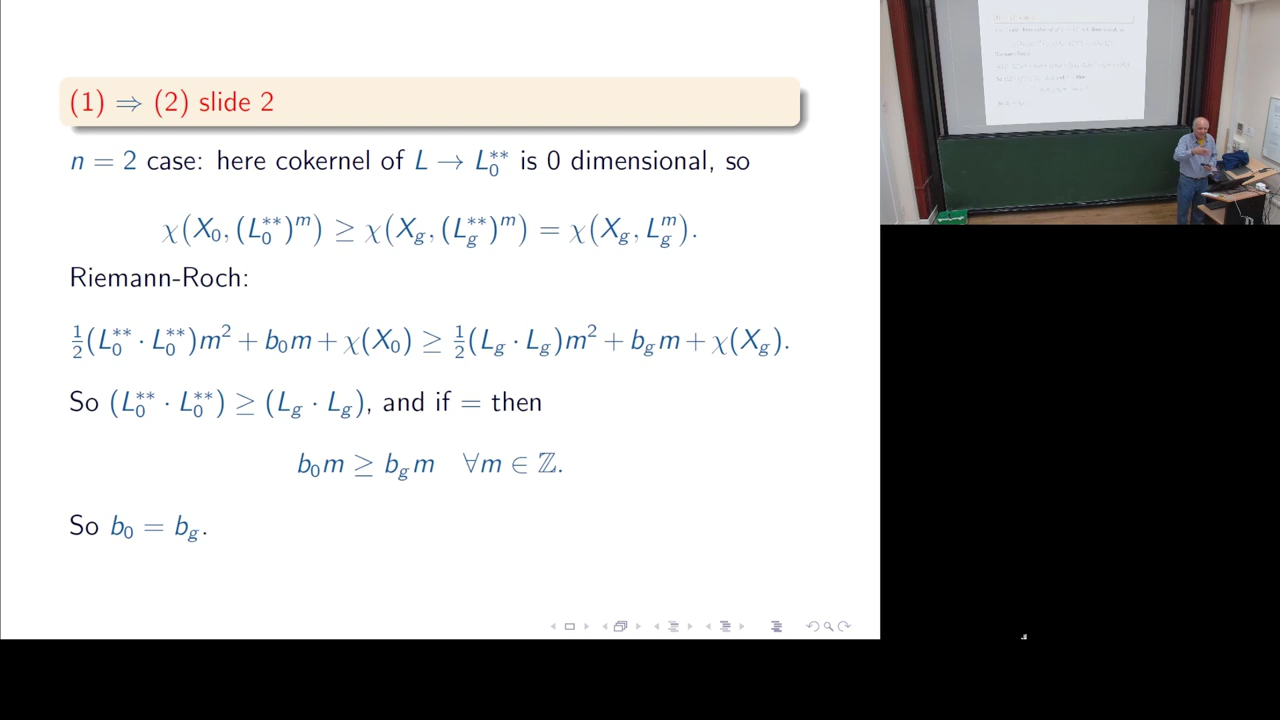 (1) ⇒ (2) slide 2
n = 2 case: here cokernel of L → L₀** is 0 dimensional, so
χ(X₀, (L₀**)ᵐ) ≥ χ(X_g, (L_g**)ᵐ) = χ(X_g, L_gᵐ).
Riemann-Roch:
½(L₀** · L₀**)m² + b₀m + χ(X₀) ≥ ½(L_g · L_g)m² + b_g m + χ(X_g).
So (L₀** · L₀**) ≥ (L_g · L_g), and if = then
b₀m ≥ b_g m ∀m ∈ ℤ.
So b₀ = b_g.